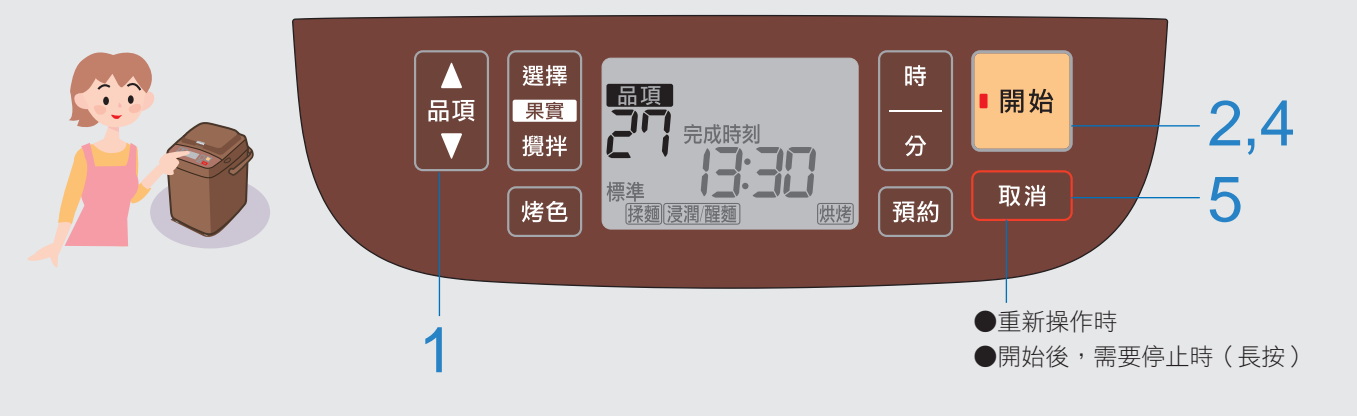 品項
選擇
果實
攪拌
烤色
品項
27
完成時刻
13:30
標準
揉麵 浸潤/醒麵 烘烤
時
分
預約
開始
取消
2,4
5
1
●重新操作時
●開始後，需要停止時（長按）